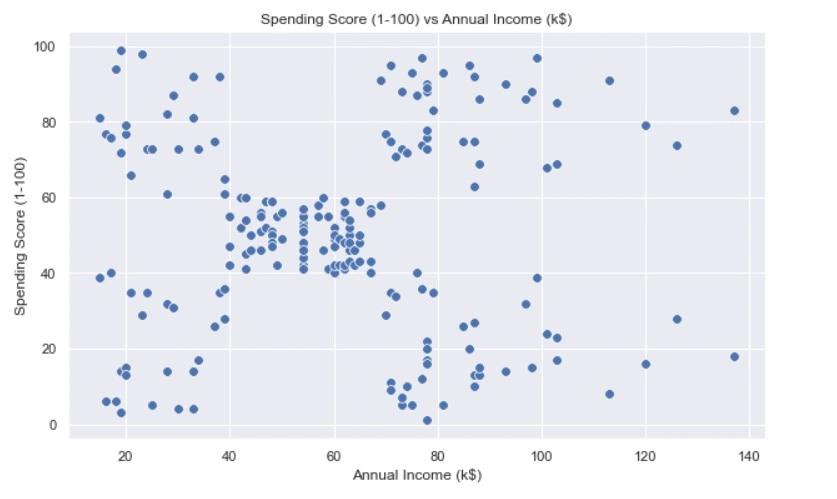 Spending Score (1-100) vs Annual Income (k$)
100
80
60
40
20
0
Spending Score (1-100)
20 40 60 80 100 120 140
Annual Income (k$)